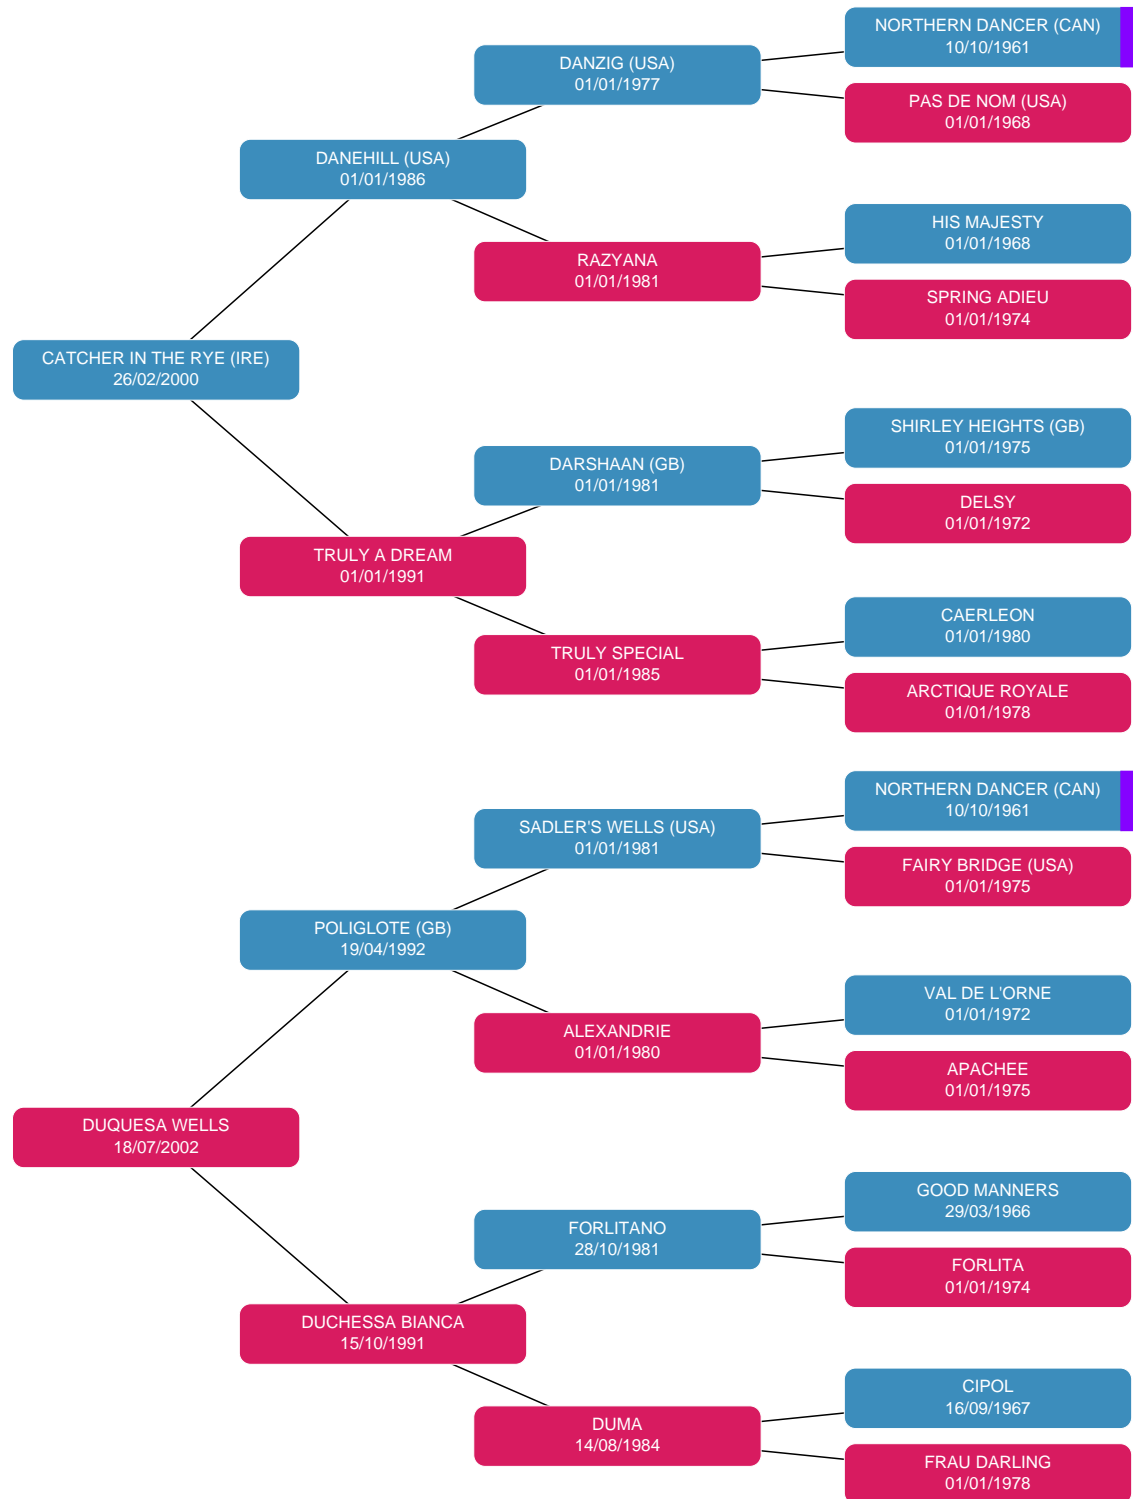 NORTHERN DANCER (CAN)
10/10/1961
DANZIG (USA)
01/01/1977
PAS DE NOM (USA)
01/01/1968
DANEHILL (USA)
01/01/1986
HIS MAJESTY
01/01/1968
RAZYANA
01/01/1981
SPRING ADIEU
01/01/1974
CATCHER IN THE RYE (IRE)
26/02/2000
SHIRLEY HEIGHTS (GB)
01/01/1975
DARSHAAN (GB)
01/01/1981
DELSY
01/01/1972
TRULY A DREAM
01/01/1991
CAERLEON
01/01/1980
TRULY SPECIAL
01/01/1985
ARCTIQUE ROYALE
01/01/1978
NORTHERN DANCER (CAN)
10/10/1961
SADLER'S WELLS (USA)
01/01/1981
FAIRY BRIDGE (USA)
01/01/1975
POLIGLOTE (GB)
19/04/1992
VAL DE L'ORNE
01/01/1972
ALEXANDRIE
01/01/1980
APACHEE
01/01/1975
DUQUESA WELLS
18/07/2002
GOOD MANNERS
29/03/1966
FORLITANO
28/10/1981
FORLITA
01/01/1974
DUCHESSA BIANCA
15/10/1991
CIPOL
16/09/1967
DUMA
14/08/1984
FRAU DARLING
01/01/1978